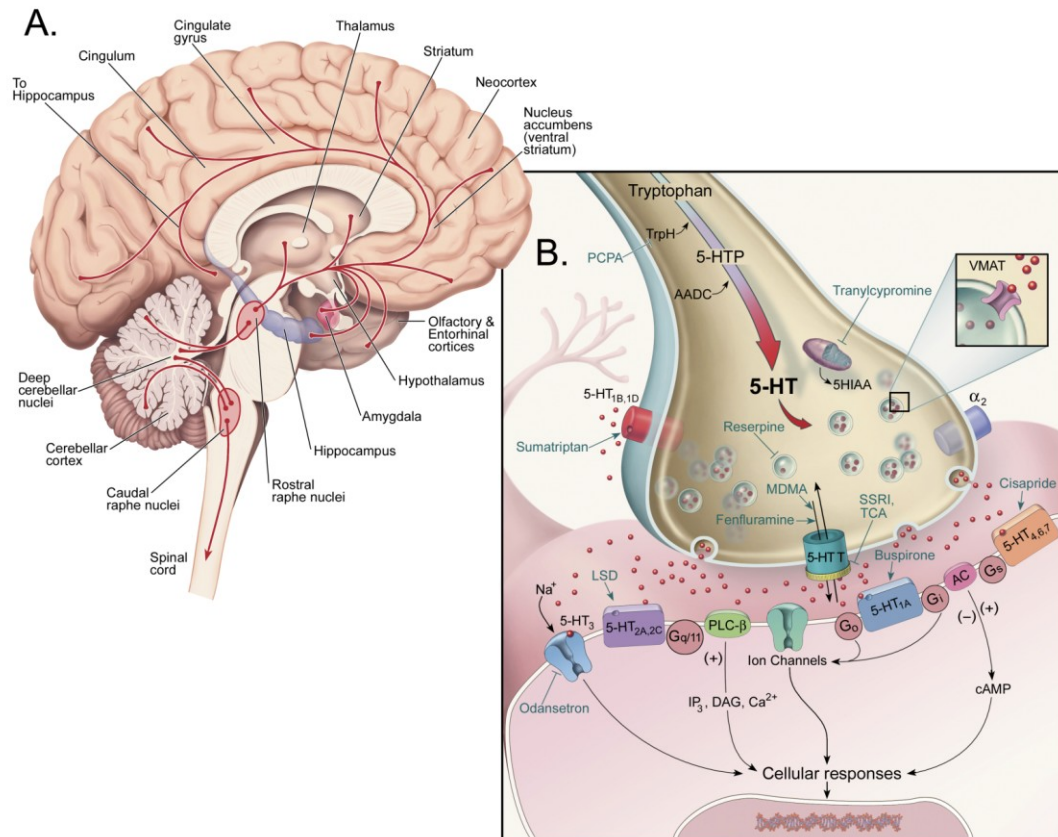 A.
Thalamus
Cingulate
gyrus
Striatum
Cingulum
Neocortex
To
Hippocampus
Nucleus
accumbens
(ventral
striatum)
Olfactory &
Entorhinal
cortices
Hypothalamus
Deep
cerebellar
nuclei
Amygdala
Cerebellar
cortex
Hippocampus
Caudal
raphe nuclei
Rostral
raphe nuclei
Spinal
cord
B.
Tryptophan
TrpH
PCPA
5-HTP
AADC
VMAT
Tranylcypromine
5-HT
5HIAA
5-HT1B,1D
α2
Sumatriptan
Reserpine
MDMA
SSRI,
TCA
Cisapride
Fenfluramine
5-HT T
Buspirone
5-HT4,6,7
LSD
Na+
5-HT3
5-HT2A,2C
Gq/11
PLC-β
Go
5-HT1A
Gi
AC
Gs
(+)
(–)
(+)
Ion Channels
Odansetron
IP3, DAG, Ca2+
cAMP
Cellular responses